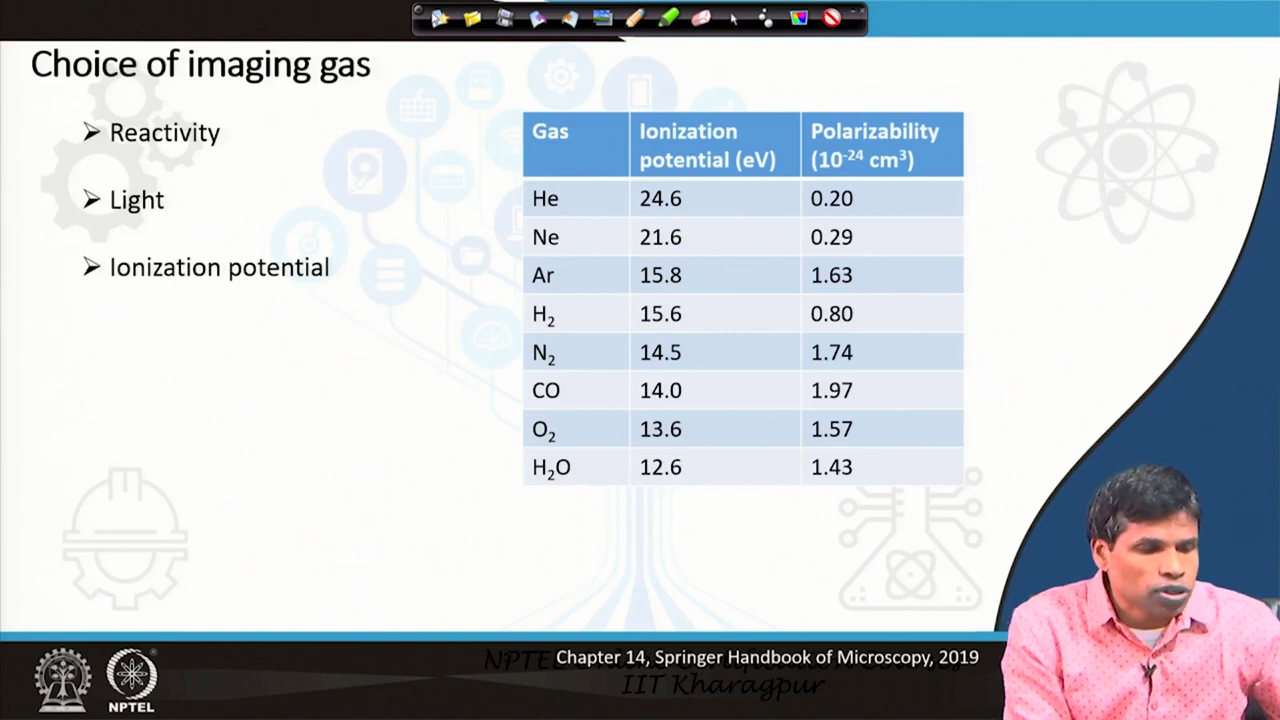 Choice of imaging gas
➢ Reactivity
➢ Light
➢ Ionization potential
Gas Ionization potential (eV) Polarizability (10⁻²⁴ cm³)
He 24.6 0.20
Ne 21.6 0.29
Ar 15.8 1.63
H₂ 15.6 0.80
N₂ 14.5 1.74
CO 14.0 1.97
O₂ 13.6 1.57
H₂O 12.6 1.43
Chapter 14, Springer Handbook of Microscopy, 2019
NPTEL
IIT Kharagpur
NPTEL